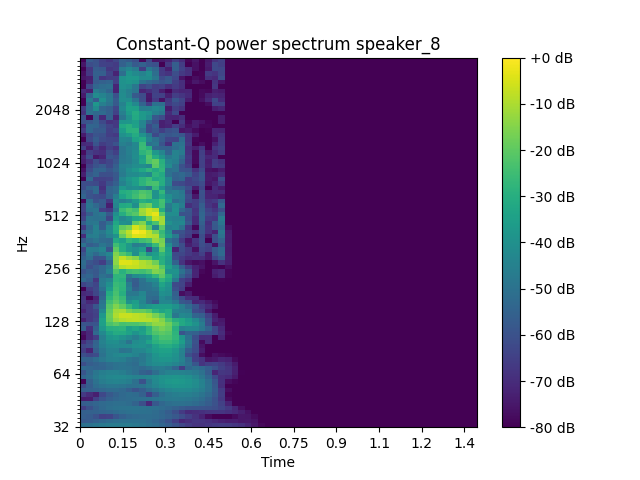 Constant-Q power spectrum speaker_8
+0 dB
-10 dB
-20 dB
-30 dB
-40 dB
-50 dB
-60 dB
-70 dB
-80 dB
2048
1024
512
256
128
64
32
Hz
0 0.15 0.3 0.45 0.6 0.75 0.9 1.1 1.2 1.4
Time